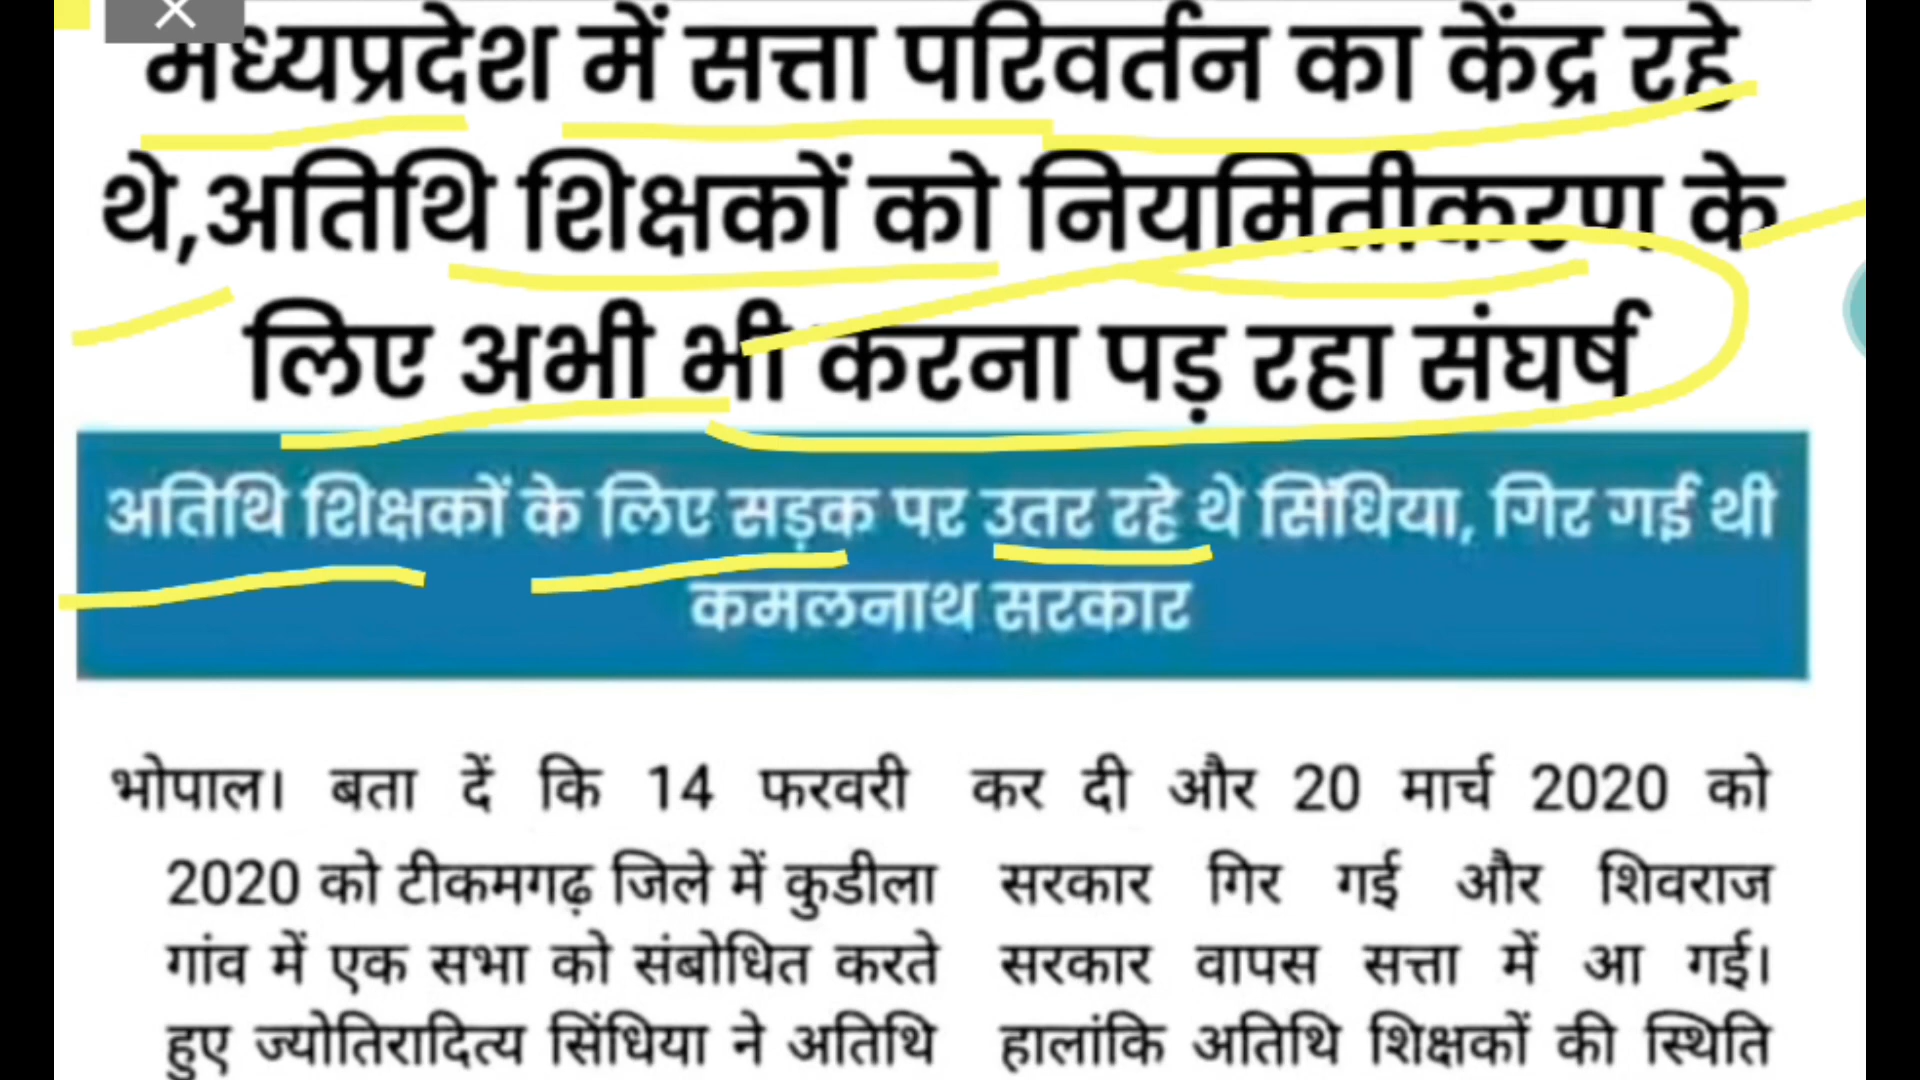 मध्यप्रदेश में सत्ता परिवर्तन का केंद्र रहे
थे,अतिथि शिक्षकों को नियमितीकरण के
लिए अभी भी करना पड़ रहा संघर्ष
अतिथि शिक्षकों के लिए सड़क पर उतर रहे थे सिंधिया, गिर गई थी
कमलनाथ सरकार
भोपाल। बता दें कि 14 फरवरी
2020 को टीकमगढ़ जिले में कुडीला
गांव में एक सभा को संबोधित करते
हुए ज्योतिरादित्य सिंधिया ने अतिथि
कर दी और 20 मार्च 2020 को
सरकार गिर गई और शिवराज
सरकार वापस सत्ता में आ गई।
हालांकि अतिथि शिक्षकों की स्थिति